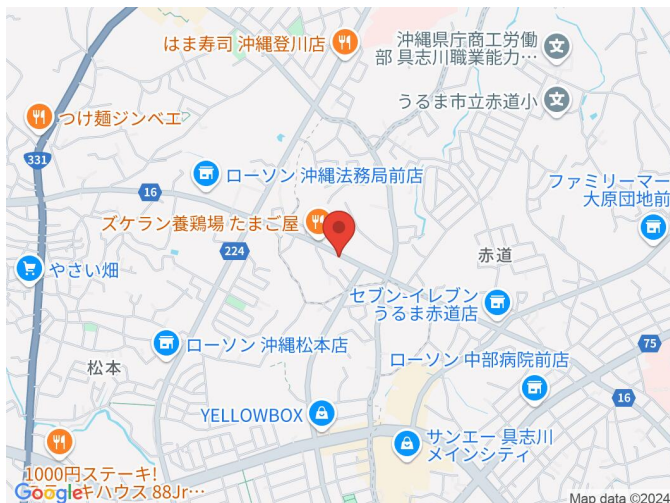 はま寿司 沖縄登川店
沖縄県庁商工労働
部 具志川職業能力…
うるま市立赤道小
つけ麺ジンベエ
331
16
ローソン 沖縄法務局前店
ファミリーマー
大原団地前
ズケラン養鶏場 たまご屋
224
赤道
やさい畑
セブン-イレブン
うるま赤道店
ローソン 沖縄松本店
75
松本
ローソン 中部病院前店
16
YELLOWBOX
サンエー 具志川
メインシティ
1000円ステーキ!
キハウス 88Jr…
Google
Map data ©2024